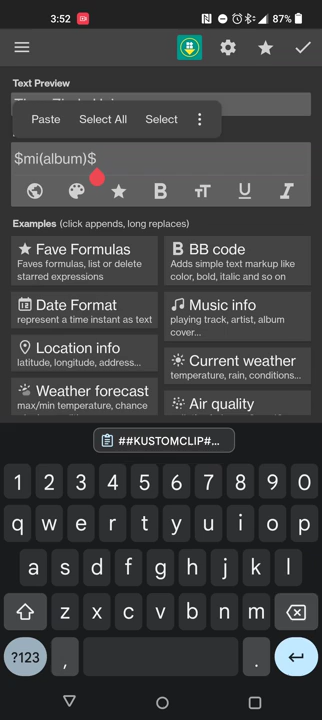 3:52
87%
Text Preview
Paste Select All Select
$mi(album)$
B TT U I
Examples (click appends, long replaces)
Fave Formulas
Faves formulas, list or delete
starred expressions
B BB code
Adds simple text markup like
color, bold, italic and so on
Date Format
represent a time instant as text
Music info
playing track, artist, album
cover...
Location info
latitude, longitude, address...
Current weather
temperature, rain, conditions...
Weather forecast
max/min temperature, chance
Air quality
##KUSTOMCLIP#...
1 2 3 4 5 6 7 8 9 0
q w e r t y u i o p
a s d f g h j k l
z x c v b n m
?123 , .